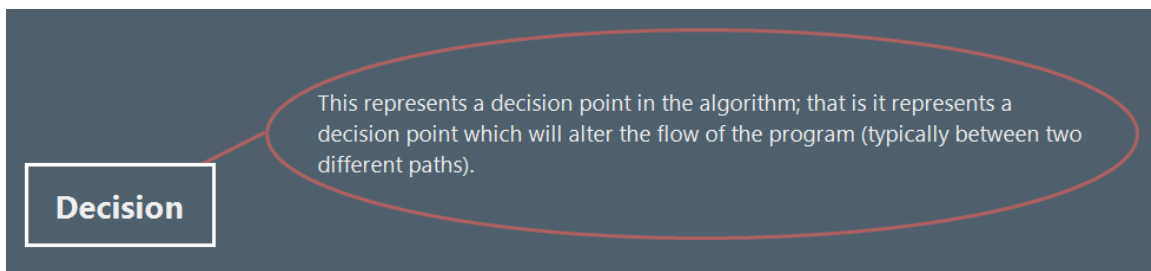 This represents a decision point in the algorithm; that is it represents a
decision point which will alter the flow of the program (typically between two
different paths).
Decision